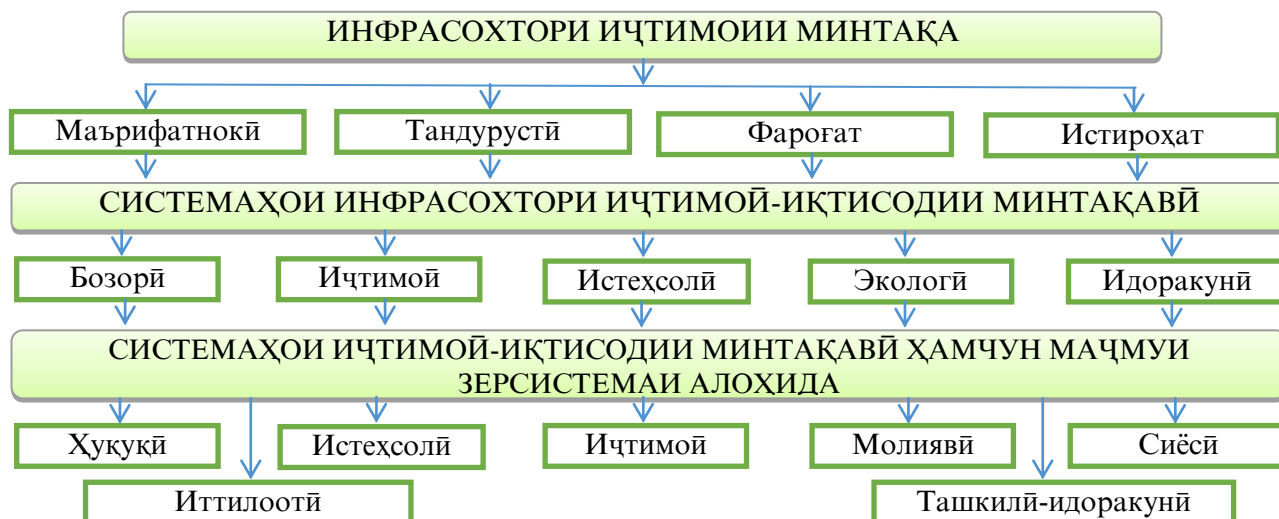 ИНФРАСОХТОРИ ИҶТИМОИИ МИНТАҚА
Маърифатнокӣ
Тандурустӣ
Фароғат
Истироҳат
СИСТЕМАҲОИ ИНФРАСОХТОРИ ИҶТИМОӢ-ИҚТИСОДИИ МИНТАҚАВӢ
Бозорӣ
Иҷтимоӣ
Истеҳсолӣ
Экологӣ
Идоракунӣ
СИСТЕМАҲОИ ИҶТИМОӢ-ИҚТИСОДИИ МИНТАҚАВӢ ҲАМЧУН МАҶМУИ
ЗЕРСИСТЕМАИ АЛОҲИДА
Ҳуқуқӣ
Истеҳсолӣ
Иҷтимоӣ
Молиявӣ
Сиёсӣ
Иттилоотӣ
Ташкилӣ-идоракунӣ